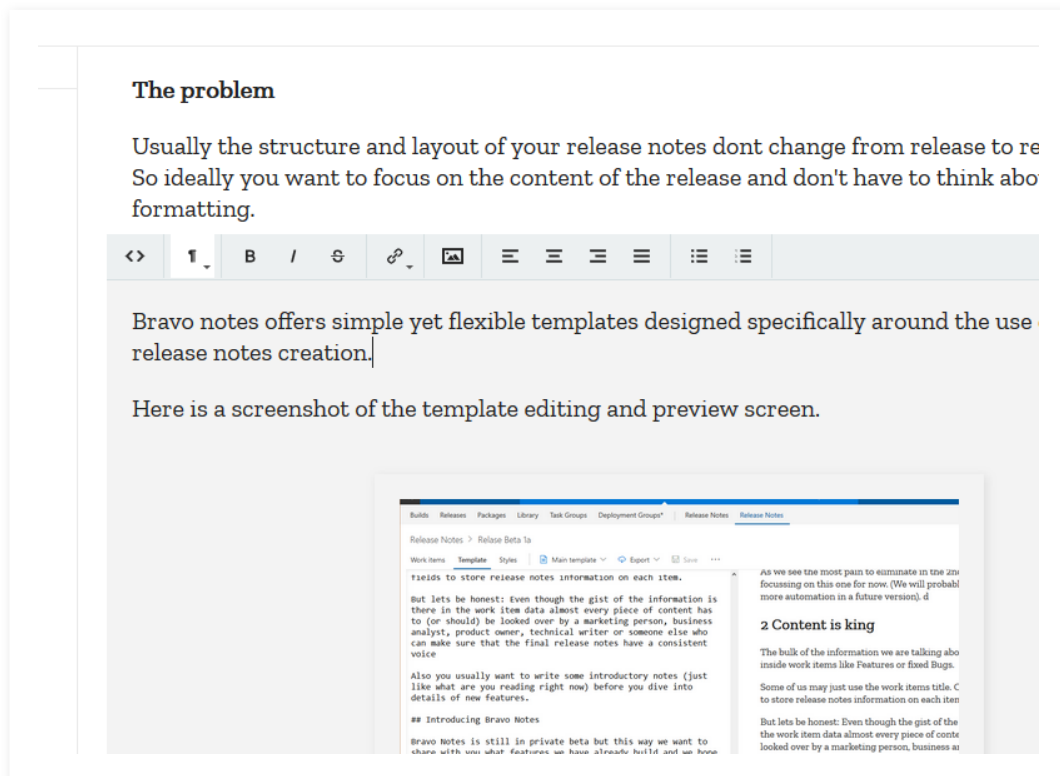 The problem
Usually the structure and layout of your release notes dont change from release to re
So ideally you want to focus on the content of the release and don't have to think abo
formatting.
B I S
Bravo notes offers simple yet flexible templates designed specifically around the use
release notes creation.
Here is a screenshot of the template editing and preview screen.
Builds Releases Packages Library Task Groups Deployment Groups* Release Notes Release Notes
Release Notes > Relase Beta 1a
Work items Template Styles Main template Export Save ...
fields to store release notes information on each item.
But lets be honest: Even though the gist of the information is
there in the work item data almost every piece of content has
to (or should) be looked over by a marketing person, business
analyst, product owner, technical writer or someone else who
can make sure that the final release notes have a consistent
voice
Also you usually want to write some introductory notes (just
like what are you reading right now) before you dive into
details of new features.
## Introducing Bravo Notes
Bravo Notes is still in private beta but this way we want to
share with you what features we have already build and we hope
As we see the most pain to eliminate in the 2nd
focussing on this one for now. (We will probabl
more automation in a future version). d
2 Content is king
The bulk of the information we are talking abo
inside work items like Features or fixed Bugs.
Some of us may just use the work items title. O
to store release notes information on each item
But lets be honest: Even though the gist of the
the work item data almost every piece of conte
looked over by a marketing person, business an